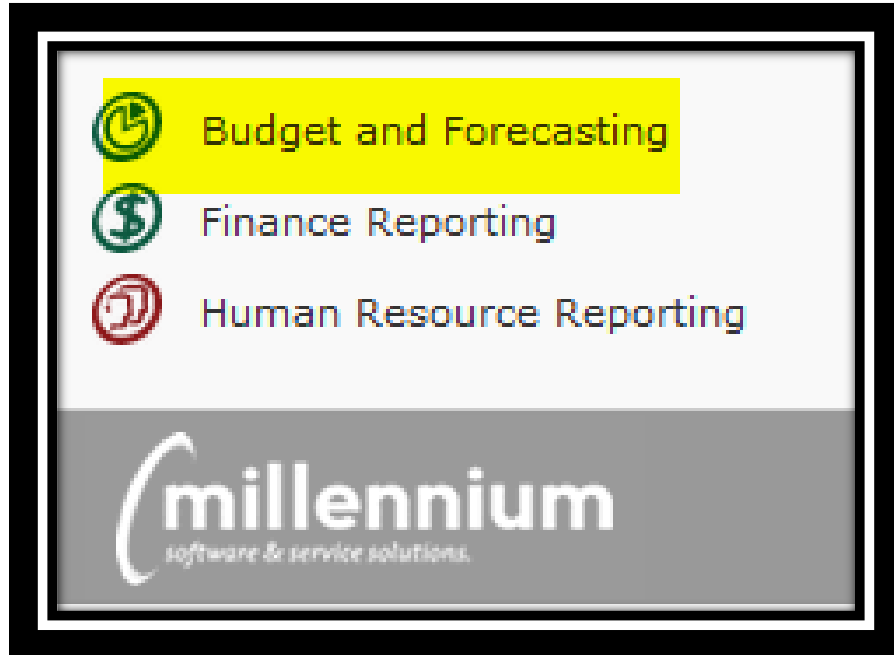 Budget and Forecasting
Finance Reporting
Human Resource Reporting
millennium
software & service solutions.